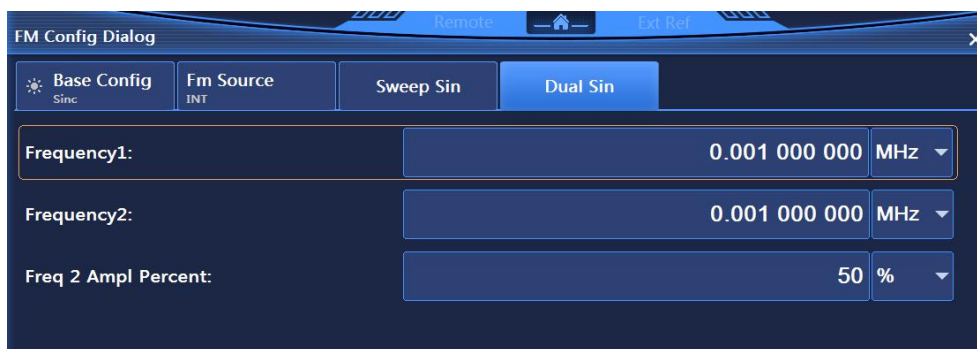 Remote Ext Ref
FM Config Dialog
Base Config Fm Source Sweep Sin Dual Sin
Sinc INT
Frequency1: 0.001 000 000 MHz
Frequency2: 0.001 000 000 MHz
Freq 2 Ampl Percent: 50 %